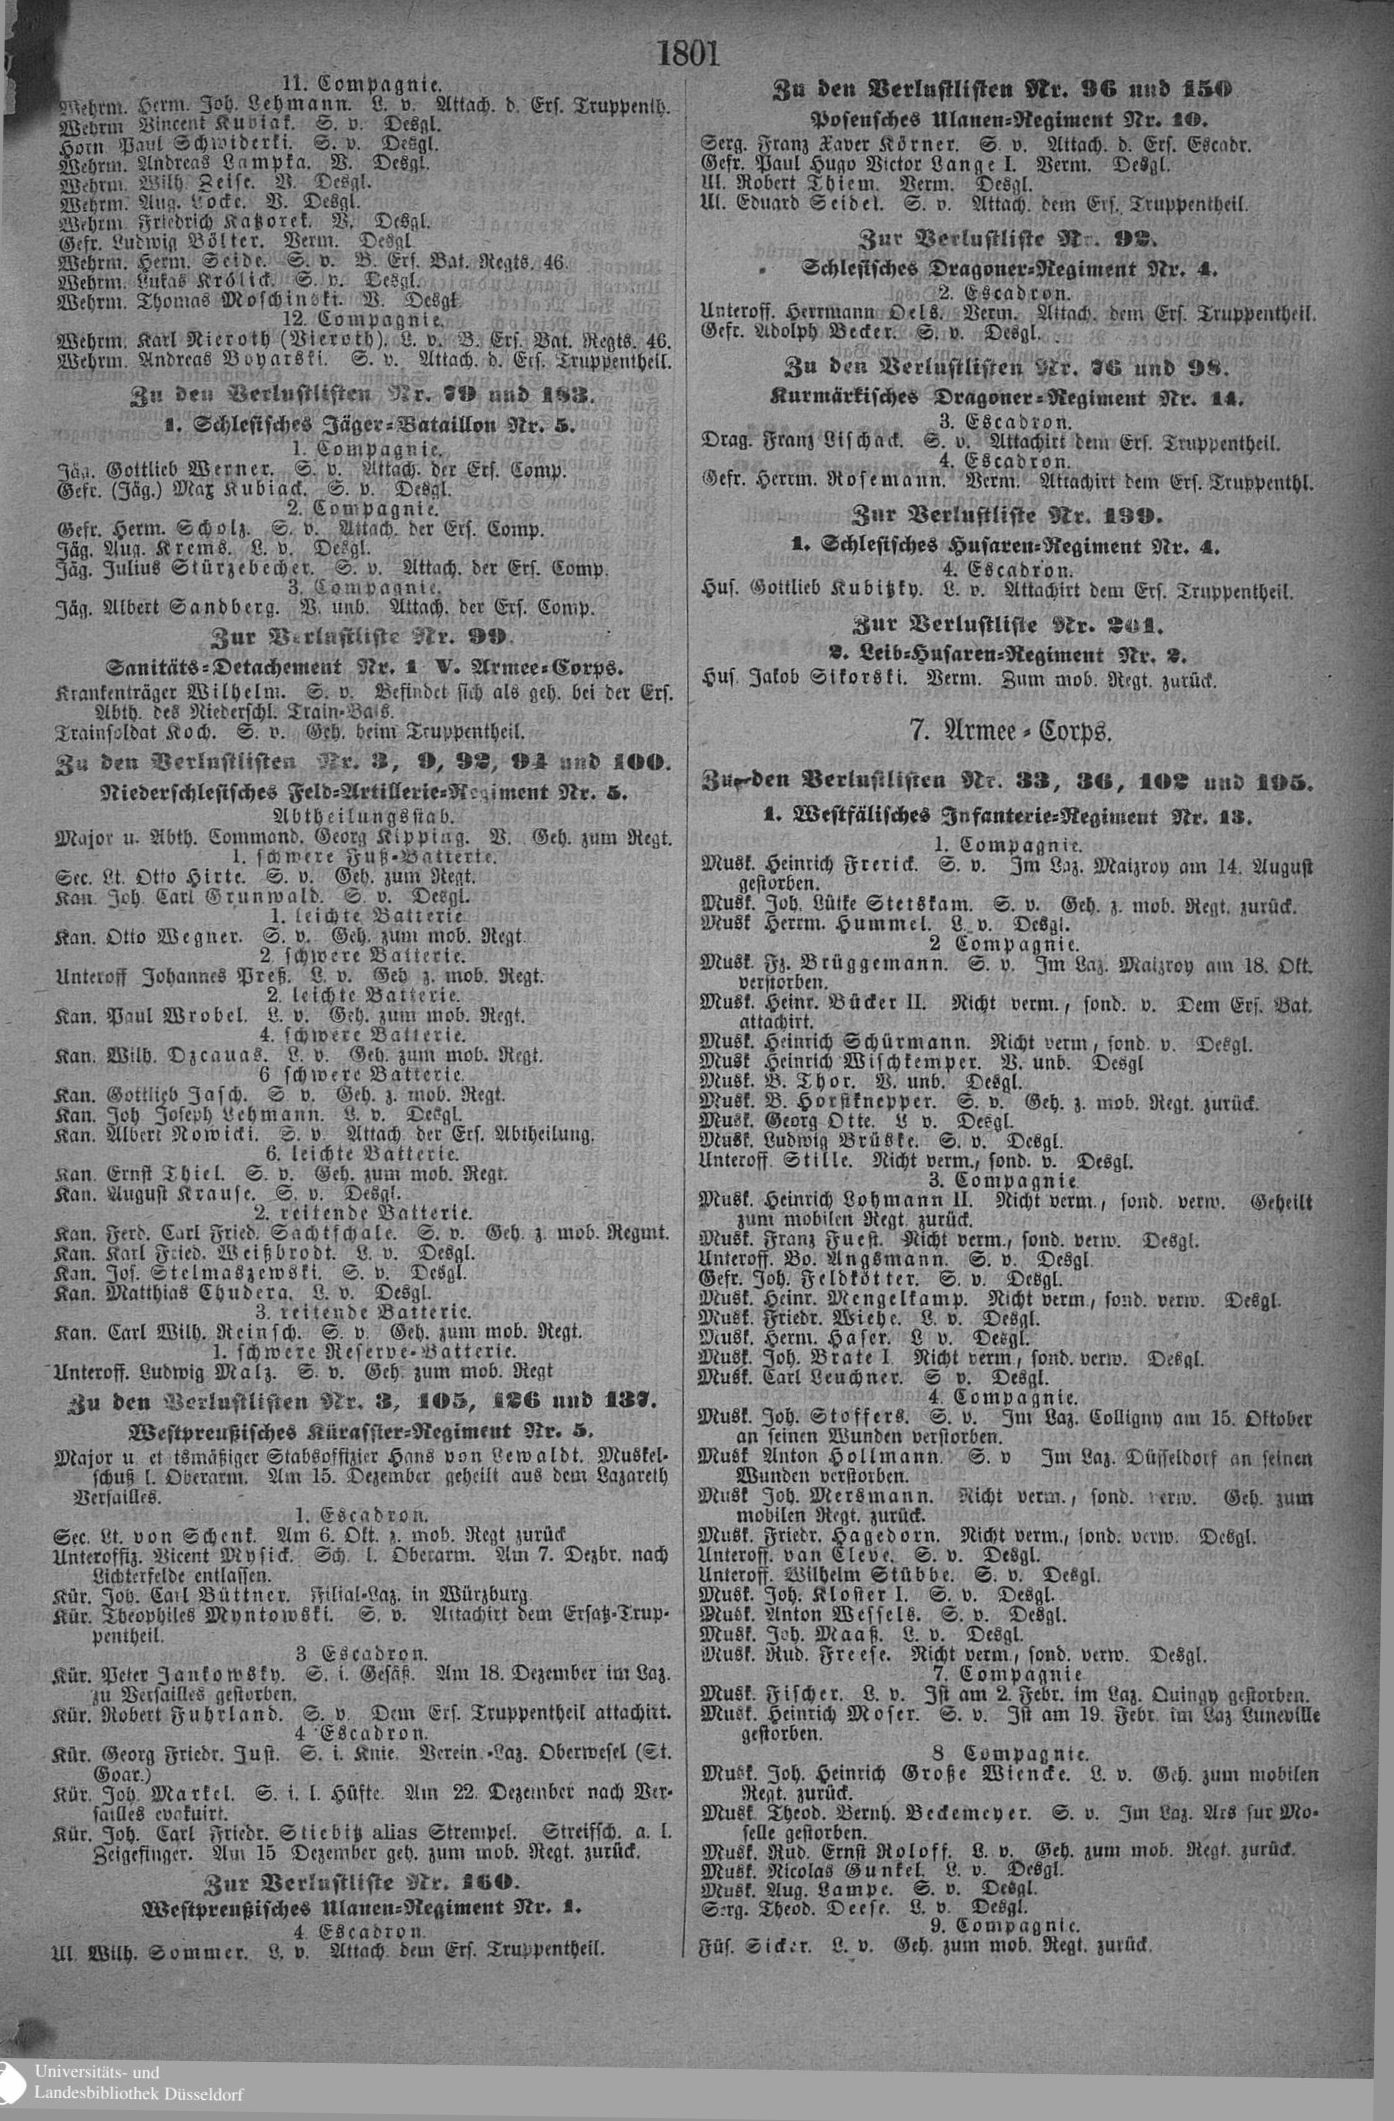 1801
11. Compagnie.
Wehrm. Herm. Joh. Lehmann. L. v. Attach. d. Ers. Truppenth.
Wehrm Vincent Kubiak. S. v. Desgl.
Horn Paul Schwiderki. S. v. Desgl.
Wehrm. Andreas Lampka. V. Desgl.
Wehrm. Wilh. Zeise. V. Desgl.
Wehrm. Aug. Locke. V. Desgl.
Wehrm Friedrich Katzorek. V. Desgl.
Gefr. Ludwig Bölter. Verm. Desgl
Wehrm. Herm. Seide. S. v. B. Ers. Bat. Regts. 46.
Wehrm. Lukas Krölick. S. v. Desgl.
Wehrm. Thomas Moschinski. V. Desgl
12. Compagnie.
Wehrm. Karl Nieroth (Vieroth). L. v. B. Ers. Bat. Regts. 46.
Wehrm. Andreas Boyarski. S. v. Attach. d. Ers. Truppentheil.
Zu den Verlustlisten Nr. 79 und 183.
1. Schlesisches Jäger-Bataillon Nr. 5.
1. Compagnie.
Jäg. Gottlieb Werner. S. v. Attach. der Ers. Comp.
Gefr. (Jäg.) Max Kubiack. S. v. Desgl.
2. Compagnie.
Gefr. Herm. Scholz. S. v. Attach. der Ers. Comp.
Jäg. Aug. Krems. L. v. Desgl.
Jäg. Julius Stürzebecher. S. v. Attach. der Ers. Comp.
3. Compagnie.
Jäg. Albert Sandberg. V. unb. Attach. der Ers. Comp.
Zur Verlustliste Nr. 99.
Sanitäts-Detachement Nr. 1 V. Armee-Corps.
Krankenträger Wilhelm. S. v. Befindet sich als geh. bei der Ers.
Abth. des Niederschl. Train-Bats.
Trainsoldat Koch. S. v. Geh. beim Truppentheil.
Zu den Verlustlisten Nr. 3, 9, 92, 94 und 100.
Niederschlesisches Feld-Artillerie-Regiment Nr. 5.
Abtheilungsstab.
Major u. Abth. Command. Georg Kipping. V. Geh. zum Regt.
1. schwere Fuß-Batterie.
Sec. Lt. Otto Hirte. S. v. Geh. zum Regt.
Kan. Joh Carl Grunwald. S. v. Desgl.
1. leichte Batterie
Kan. Otto Wegner. S. v. Geh. zum mob. Regt.
2 schwere Batterie.
Unteroff Johannes Preß. L. v. Geh z. mob. Regt.
2. leichte Batterie.
Kan. Paul Wrobel. L. v. Geh. zum mob. Regt.
4. schwere Batterie.
Kan. Wilh. Dzcauas. L. v. Geh. zum mob. Regt.
6 schwere Batterie.
Kan. Gottlieb Jasch. S v. Geh. z. mob. Regt.
Kan. Joh Joseph Lehmann. L. v. Desgl.
Kan. Albert Nowicki. S. v Attach der Ers. Abtheilung.
6. leichte Batterie.
Kan. Ernst Thiel. S. v. Geh. zum mob. Regt.
Kan. August Krause. S. v. Desgl.
2. reitende Batterie.
Kan. Ferd. Carl Fried. Sachtschale. S. v. Geh. z. mob. Regmt.
Kan. Karl Fried. Weißbrodt. L. v. Desgl.
Kan. Jos. Stelmaszewski. S. v. Desgl.
Kan. Matthias Chudera. L. v. Desgl.
3. reitende Batterie.
Kan. Carl Wilh. Reinsch. S. v. Geh. zum mob. Regt.
1. schwere Reserve-Batterie.
Unteroff. Ludwig Malz. S. v. Geh. zum mob. Regt
Zu den Verlustlisten Nr. 3, 105, 126 und 137.
Westpreußisches Kürassier-Regiment Nr. 5.
Major u. et tsmäßiger Stabsoffizier Hans von Lewaldt. Muskel-
schuß l. Oberarm. Am 15. Dezember geheilt aus dem Lazareth
Versailles.
1. Escadron.
Sec. Lt. von Schenk. Am 6. Okt. z. mob. Regt zurück
Unteroffiz. Vicent Mysick. Sch. l. Oberarm. Am 7. Dezbr. nach
Lichterfelde entlassen.
Kür. Joh. Carl Büttner. Filial-Laz. in Würzburg
Kür. Theophiles Myntowski. S. v. Attachirt dem Ersatz-Trup-
pentheil.
3 Escadron.
Kür. Peter Jankowsky. S. i. Gesäß. Am 18. Dezember im Laz.
zu Versailles gestorben.
Kür. Robert Fuhrland. S. v. Dem Ers. Truppentheil attachirt.
4 Escadron.
Kür. Georg Friedr. Just. S. i. Knie. Verein.-Laz. Oberwesel (St.
Goar.)
Kür. Joh. Markel. S. i. l. Hüfte. Am 22. Dezember nach Ver-
sailles evakuirt.
Kür. Joh. Carl Friedr. Stiebitz alias Strempel. Streifsch. a. l.
Zeigefinger. Am 15 Dezember geh. zum mob. Regt. zurück.
Zur Verlustliste Nr. 160.
Westpreußisches Ulanen-Regiment Nr. 1.
4 Escadron.
Ul. Wilh. Sommer. L. v. Attach. dem Ers. Truppentheil.
Zu den Verlustlisten Nr. 96 und 150
Posensches Ulanen-Regiment Nr. 10.
Serg. Franz Xaver Körner. S. v. Attach. d. Ers. Escadr.
Gefr. Paul Hugo Victor Lange I. Verm. Desgl.
Ul. Robert Thiem. Verm. Desgl.
Ul. Eduard Seidel. S. v. Attach. dem Ers. Truppentheil.
Zur Verlustliste Nr. 92.
Schlesisches Dragoner-Regiment Nr. 4.
2. Escadron.
Unteroff. Herrmann Oels. Verm. Attach. dem Ers. Truppentheil.
Gefr. Adolph Becker. S. v. Desgl.
Zu den Verlustlisten Nr. 76 und 98.
Kurmärkisches Dragoner-Regiment Nr. 14.
3. Escadron.
Drag. Franz Lischack. S. v. Attachirt dem Ers. Truppentheil.
4. Escadron.
Gefr. Herrm. Rosemann. Verm. Attachirt dem Ers. Truppenthl.
Zur Verlustliste Nr. 199.
1. Schlesisches Husaren-Regiment Nr. 4.
4. Escadron.
Hus. Gottlieb Kubitzky. L. v. Attachirt dem Ers. Truppentheil.
Zur Verlustliste Nr. 201.
2. Leib-Husaren-Regiment Nr. 2.
Hus. Jakob Sikorski. Verm. Zum mob. Regt. zurück.
7. Armee-Corps.
Zu den Verlustlisten Nr. 33, 36, 102 und 195.
1. Westfälisches Infanterie-Regiment Nr. 13.
1. Compagnie.
Musk. Heinrich Frerick. S. v. Im Laz. Maizroy am 14. August
gestorben.
Musk. Joh. Lütke Stetskam. S. v. Geh. z. mob. Regt. zurück.
Musk Herrm. Hummel. L. v. Desgl.
2 Compagnie.
Musk. Fz. Brüggemann. S. v. Im Laz. Maizroy am 18. Okt.
verstorben.
Musk. Heinr. Bücker II. Nicht verm., sond. v. Dem Ers. Bat.
attachirt.
Musk. Heinrich Schürmann. Nicht verm, sond. v. Desgl.
Musk Heinrich Wischkemper. V. unb. Desgl
Musk. B. Thor. V. unb. Desgl.
Musk. B. Horstknepper. S. v. Geh. z. mob. Regt. zurück.
Musk. Georg Otte. L v. Desgl.
Musk. Ludwig Brüske. S. v. Desgl.
Unteroff. Stille. Nicht verm., sond. v. Desgl.
3. Compagnie
Musk. Heinrich Lohmann II. Nicht verm., sond. verw. Geheilt
zum mobilen Regt. zurück.
Musk. Franz Fuest. Nicht verm., sond. verw. Desgl.
Unteroff. Bo. Angsmann. S. v. Desgl
Gefr. Joh. Feldkötter. S. v. Desgl.
Musk. Heinr. Mengelkamp. Nicht verm., sond. verw. Desgl.
Musk. Friedr. Wiehe. L. v. Desgl.
Musk. Herm. Haser. L v. Desgl.
Musk. Joh. Brate I Nicht verm., sond. verw. Desgl.
Musk. Carl Leuchner. S v. Desgl.
4. Compagnie.
Musk. Joh. Stoffers. S. v. Im Laz. Colligny am 15. Oktober
an seinen Wunden verstorben.
Musk Anton Hollmann. S. v Im Laz. Düsseldorf an seinen
Wunden verstorben.
Musk Joh. Mersmann. Nicht verm., sond. verw. Geh. zum
mobilen Regt. zurück.
Musk. Friedr. Hagedorn. Nicht verm., sond. verw. Desgl.
Unteroff. van Cleve. S. v. Desgl.
Unteroff. Wilhelm Stübbe. S. v. Desgl.
Musk. Joh. Kloster I. S. v. Desgl.
Musk. Anton Wessels. S. v. Desgl.
Musk. Joh. Maaß. L. v. Desgl.
Musk. Rud. Freese. Nicht verm., sond. verw. Desgl.
7. Compagnie
Musk. Fischer. L. v. Ist am 2. Febr. im Laz. Quingy gestorben.
Musk. Heinrich Moser. S. v. Ist am 19. Febr. im Laz Luneville
gestorben.
8 Compagnie.
Musk. Joh. Heinrich Große Wiencke. L. v. Geh. zum mobilen
Regt. zurück.
Musk. Theod. Bernh. Beckemeyer. S. v. Im Laz. Ars sur Mo-
selle gestorben.
Musk. Rud. Ernst Roloff. L. v. Geh. zum mob. Regt. zurück.
Musk. Nicolas Gunkel. L. v. Desgl.
Musk. Aug. Lampe. S. v. Desgl.
Serg. Theod. Deese. L. v. Desgl.
9. Compagnie.
Füs. Sicker. L. v. Geh. zum mob. Regt. zurück.
Universitäts- und
Landesbibliothek Düsseldorf